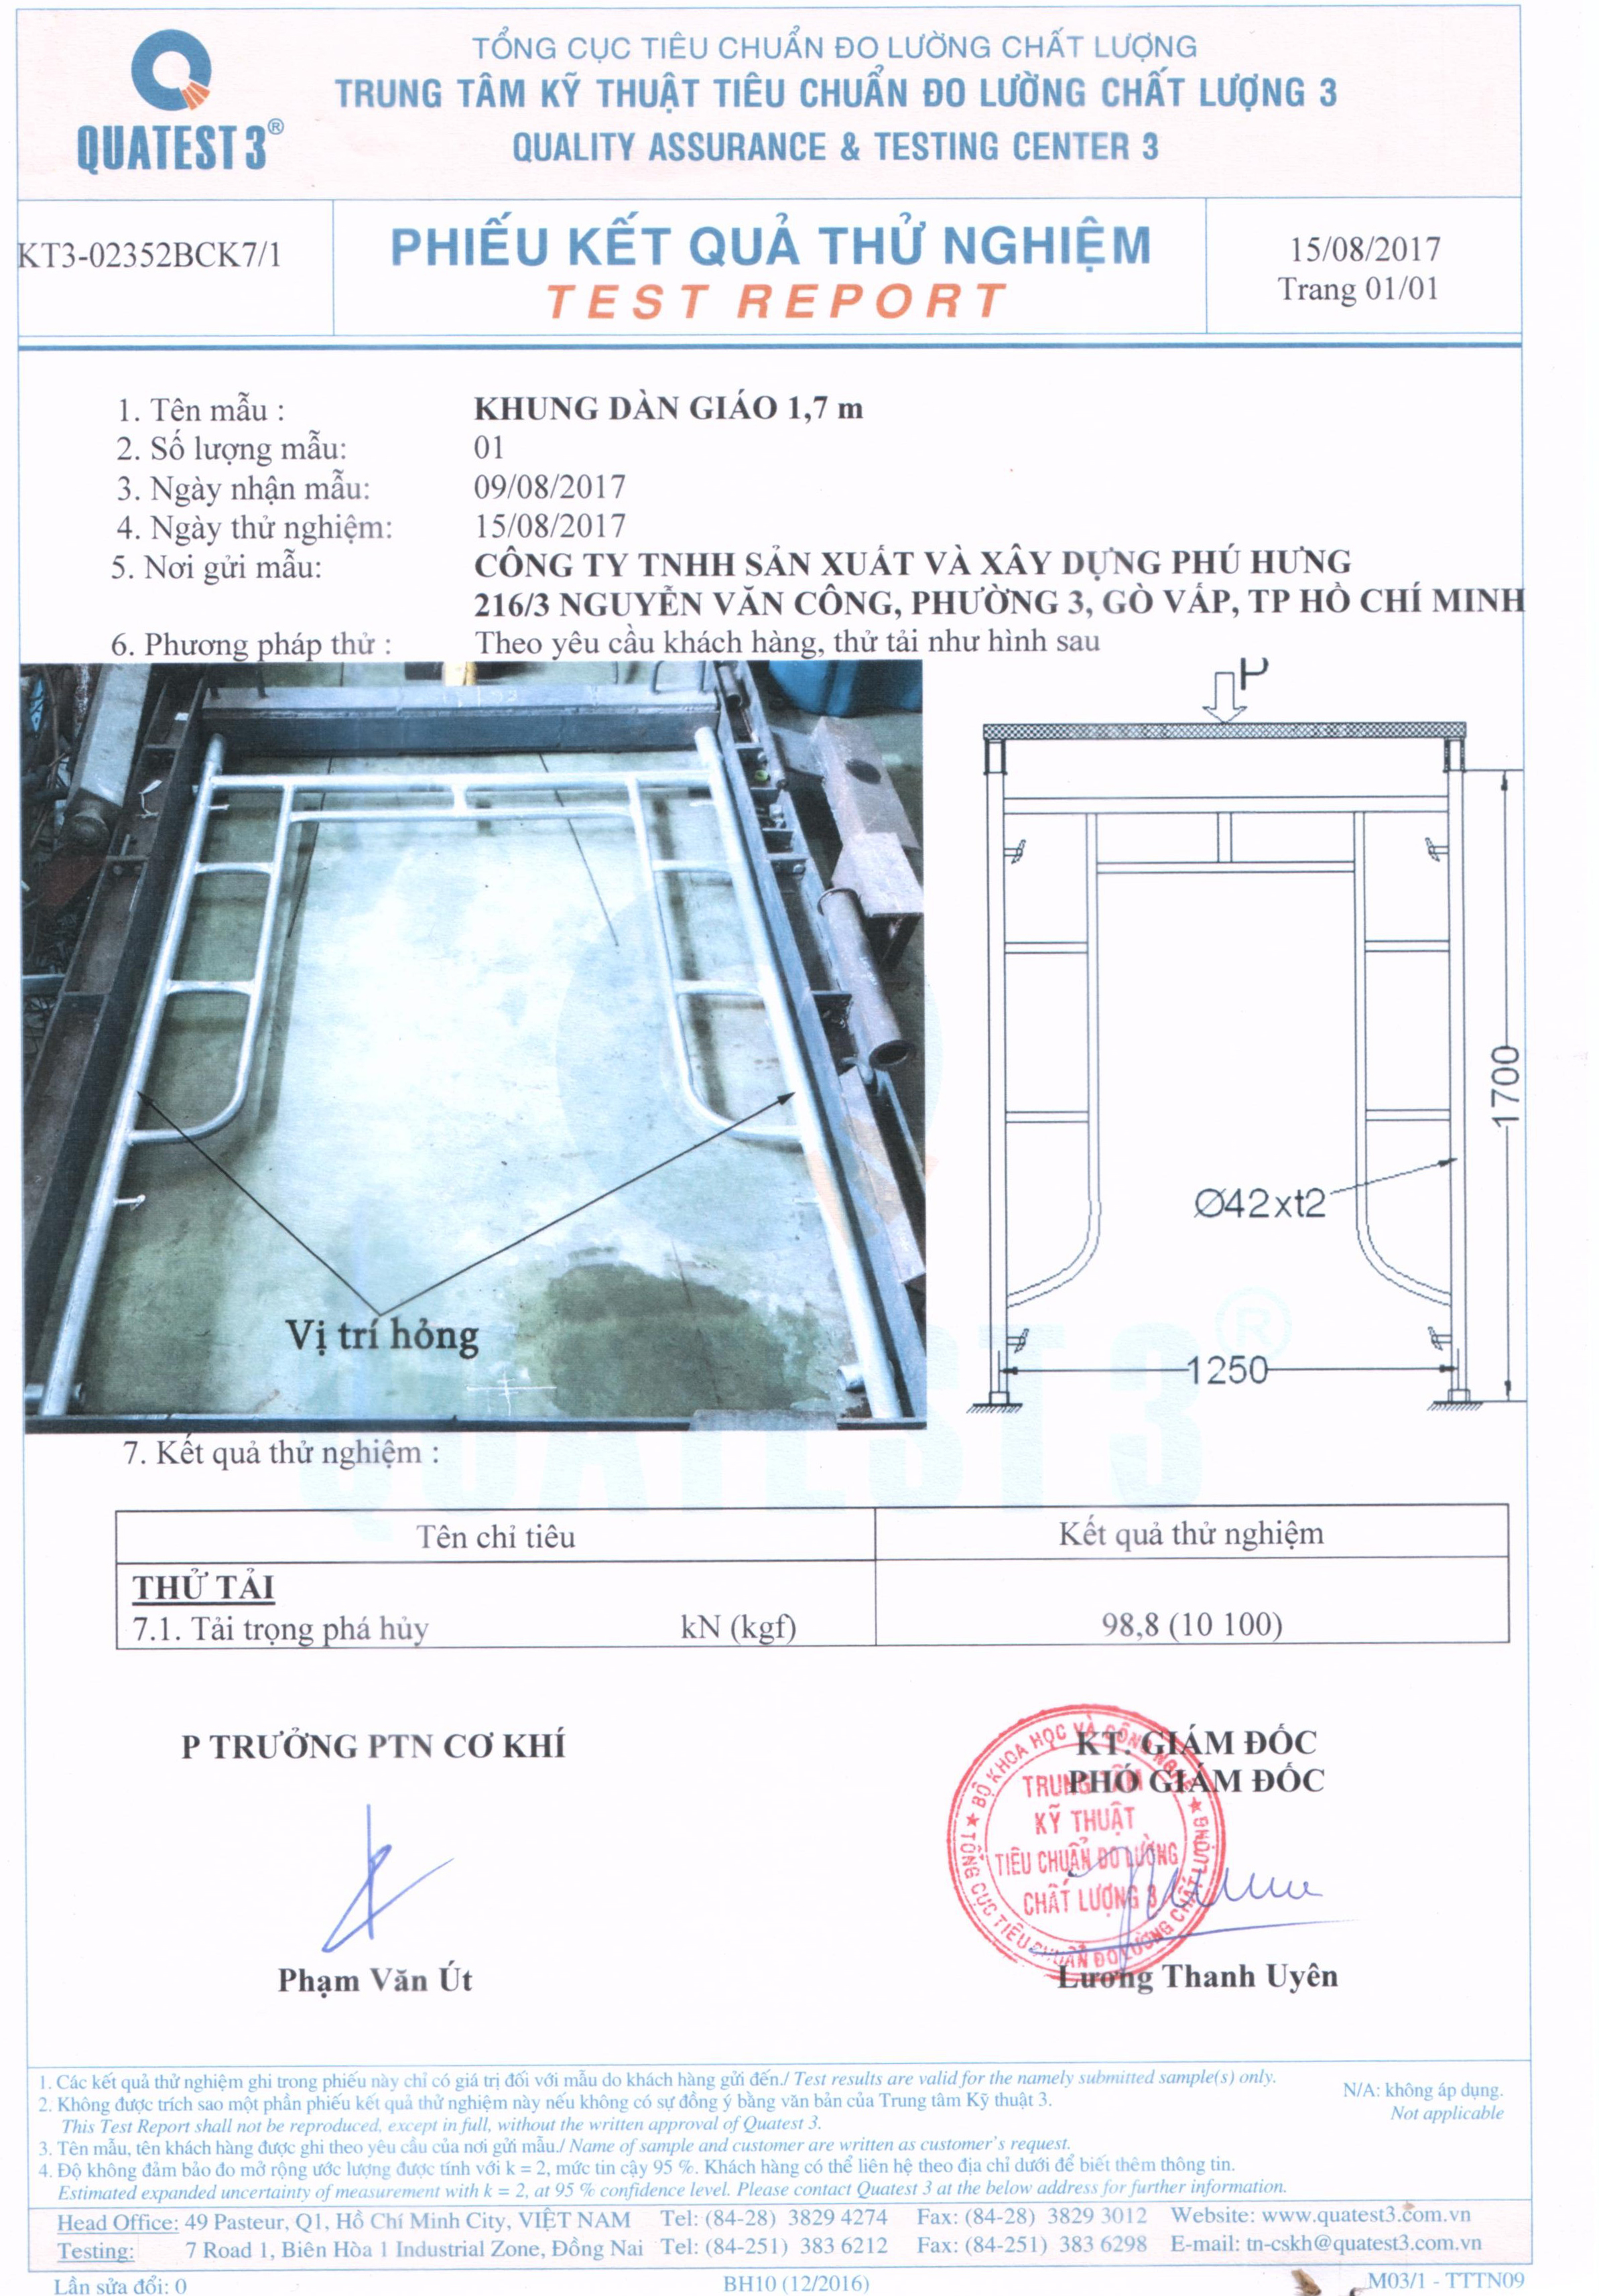 TỔNG CỤC TIÊU CHUẨN ĐO LƯỜNG CHẤT LƯỢNG
TRUNG TÂM KỸ THUẬT TIÊU CHUẨN ĐO LƯỜNG CHẤT LƯỢNG 3
QUALITY ASSURANCE & TESTING CENTER 3
QUATEST 3®
KT3-02352BCK7/1
PHIẾU KẾT QUẢ THỬ NGHIỆM
TEST REPORT
15/08/2017
Trang 01/01
1. Tên mẫu : KHUNG DÀN GIÁO 1,7 m
2. Số lượng mẫu: 01
3. Ngày nhận mẫu: 09/08/2017
4. Ngày thử nghiệm: 15/08/2017
5. Nơi gửi mẫu: CÔNG TY TNHH SẢN XUẤT VÀ XÂY DỰNG PHÚ HƯNG
216/3 NGUYỄN VĂN CÔNG, PHƯỜNG 3, GÒ VẤP, TP HỒ CHÍ MINH
6. Phương pháp thử : Theo yêu cầu khách hàng, thử tải như hình sau
P
1700
Ø42xt2
1250
Vị trí hỏng
QUATEST 3®
7. Kết quả thử nghiệm :
Tên chỉ tiêu Kết quả thử nghiệm
THỬ TẢI
7.1. Tải trọng phá hủy kN (kgf) 98,8 (10 100)
P TRƯỞNG PTN CƠ KHÍ
KT. GIÁM ĐỐC
PHÓ GIÁM ĐỐC
BỘ KHOA HỌC VÀ CÔNG NGHỆ
TỔNG CỤC TIÊU CHUẨN ĐO LƯỜNG CHẤT LƯỢNG
TRUNG TÂM
KỸ THUẬT
TIÊU CHUẨN ĐO LƯỜNG
CHẤT LƯỢNG 3
Phạm Văn Út
Lương Thanh Uyên
1. Các kết quả thử nghiệm ghi trong phiếu này chỉ có giá trị đối với mẫu do khách hàng gửi đến./ Test results are valid for the namely submitted sample(s) only.
2. Không được trích sao một phần phiếu kết quả thử nghiệm này nếu không có sự đồng ý bằng văn bản của Trung tâm Kỹ thuật 3.
This Test Report shall not be reproduced, except in full, without the written approval of Quatest 3.
3. Tên mẫu, tên khách hàng được ghi theo yêu cầu của nơi gửi mẫu./ Name of sample and customer are written as customer's request.
4. Độ không đảm bảo đo mở rộng ước lượng được tính với k = 2, mức tin cậy 95 %. Khách hàng có thể liên hệ theo địa chỉ dưới để biết thêm thông tin.
Estimated expanded uncertainty of measurement with k = 2, at 95 % confidence level. Please contact Quatest 3 at the below address for further information.
N/A: không áp dụng.
Not applicable
Head Office: 49 Pasteur, Q1, Hồ Chí Minh City, VIỆT NAM Tel: (84-28) 3829 4274 Fax: (84-28) 3829 3012 Website: www.quatest3.com.vn
Testing: 7 Road 1, Biên Hòa 1 Industrial Zone, Đồng Nai Tel: (84-251) 383 6212 Fax: (84-251) 383 6298 E-mail: tn-cskh@quatest3.com.vn
Lần sửa đổi: 0 BH10 (12/2016) M03/1 - TTTN09